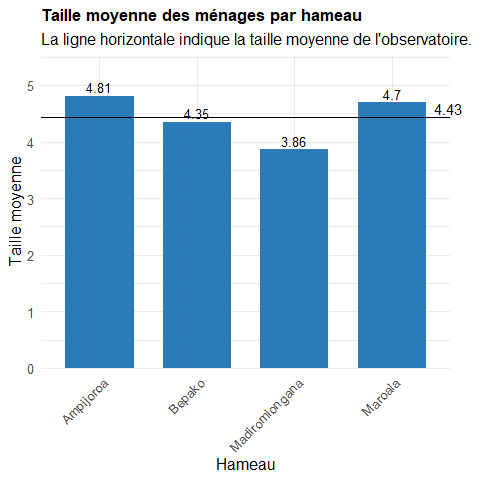 Taille moyenne des ménages par hameau
La ligne horizontale indique la taille moyenne de l'observatoire.
Taille moyenne
5
4
3
2
1
0
4.81
4.35
3.86
4.7
4.43
Ampijoroa
Bepako
Madiromiongana
Maroala
Hameau